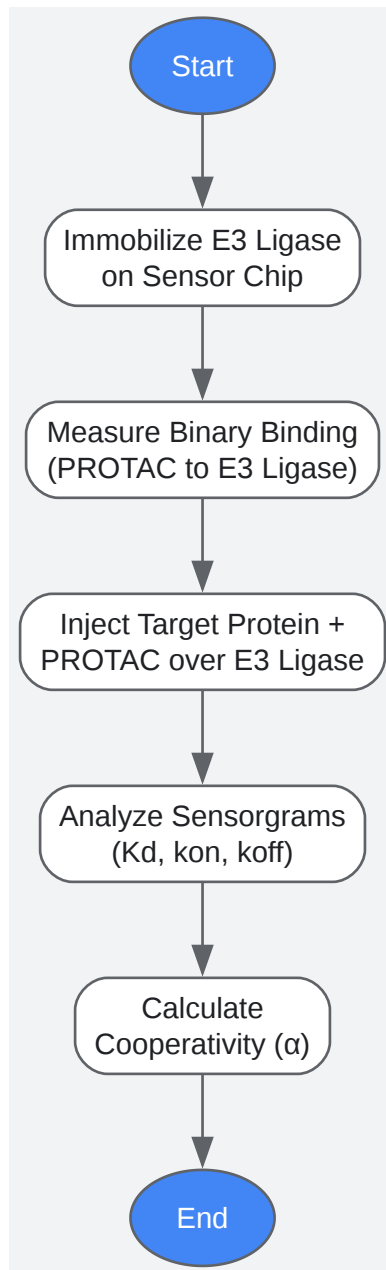 Start
Immobilize E3 Ligase
on Sensor Chip
Measure Binary Binding
(PROTAC to E3 Ligase)
Inject Target Protein +
PROTAC over E3 Ligase
Analyze Sensorgrams
(Kd, kon, koff)
Calculate
Cooperativity (α)
End